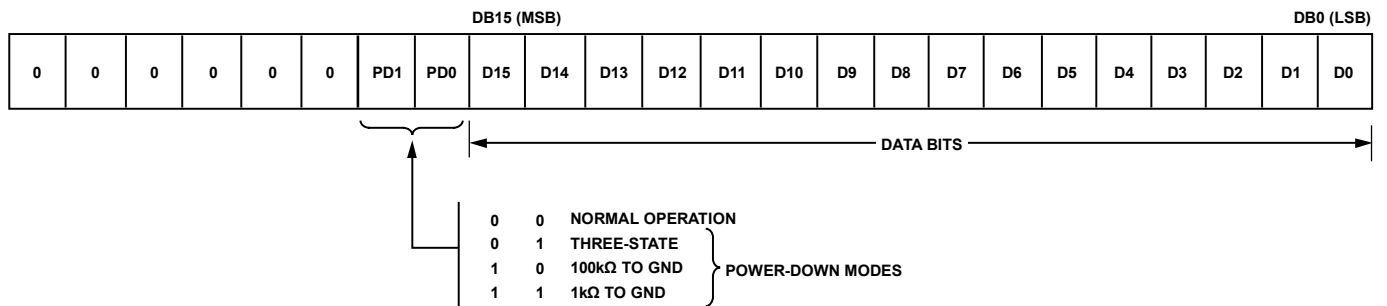 DB15 (MSB) DB0 (LSB)
0 0 0 0 0 0 PD1 PD0 D15 D14 D13 D12 D11 D10 D9 D8 D7 D6 D5 D4 D3 D2 D1 D0
DATA BITS
0 0 NORMAL OPERATION
0 1 THREE-STATE
1 0 100kΩ TO GND
POWER-DOWN MODES
1 1 1kΩ TO GND